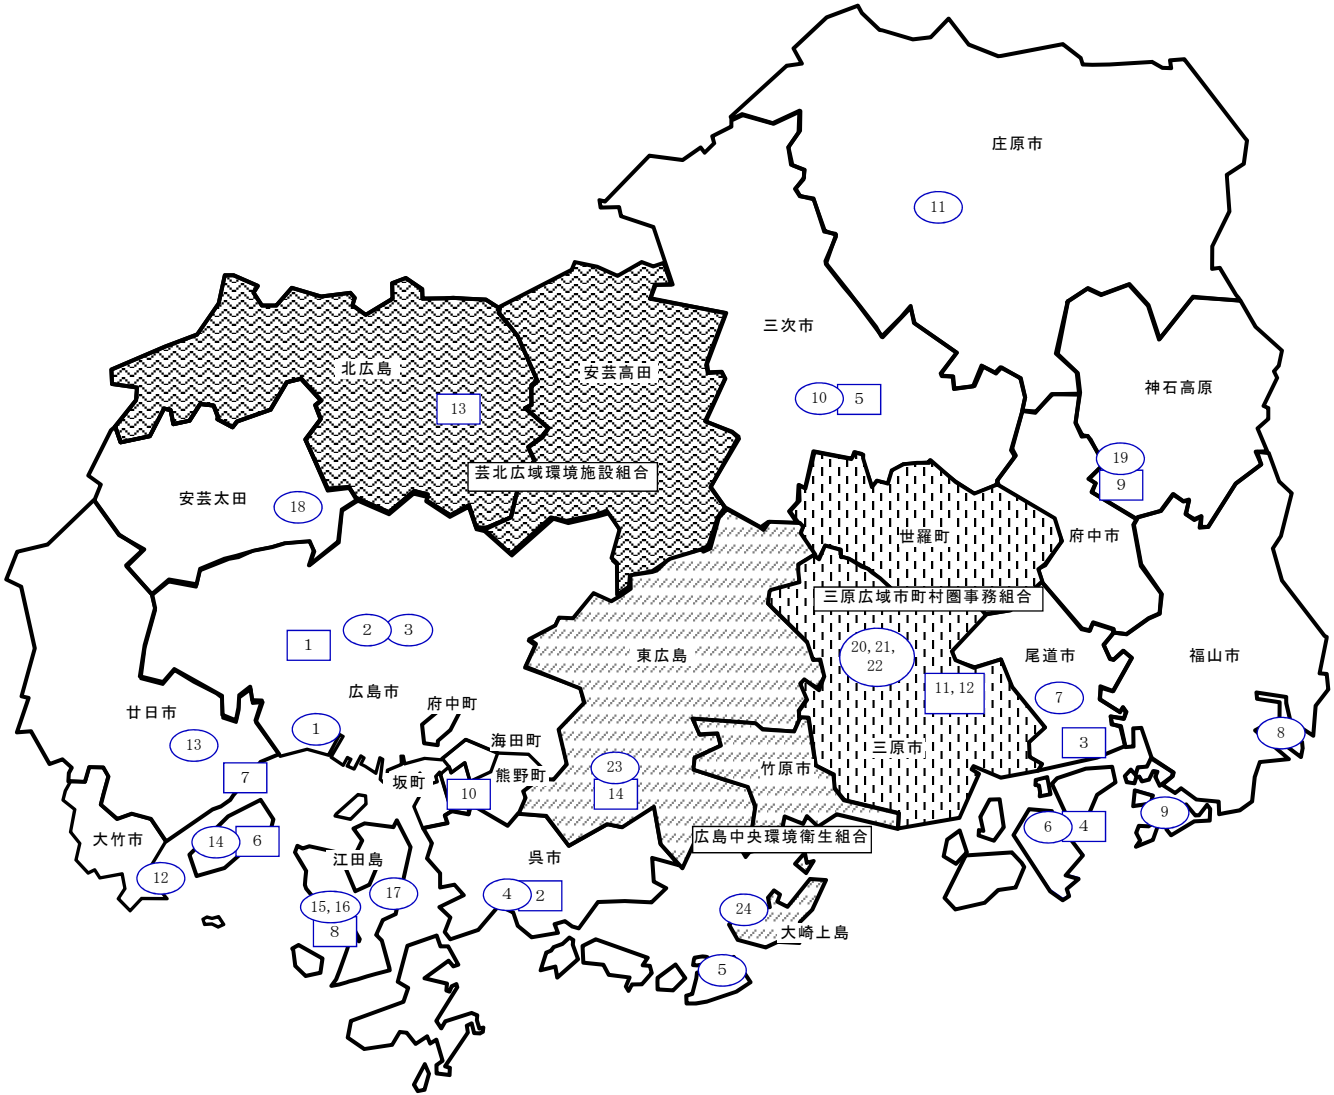 庄原市
11
三次市
北広島
安芸高田
神石高原
10
5
13
19
芸北広域環境施設組合
9
安芸太田
18
世羅町
府中市
三原広域市町村圏事務組合
2
3
1
20,21,
22
東広島
尾道市
福山市
広島市
11,12
7
府中町
廿日市
1
8
海田町
13
3
三原市
23
竹原市
熊野町
7
坂町
10
14
9
6
4
大竹市
14
6
広島中央環境衛生組合
江田島
呉市
12
17
4
2
15,16
24
8
大崎上島
5